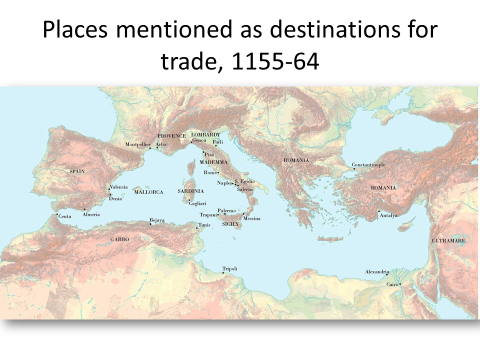 Places mentioned as destinations for
trade, 1155-64
PROVENCE
LOMBARDY
Genoa
Montpellier
Arles
Pisa
MAREMMA
Rome
ROMANIA
Constantinople
SPAIN
Valencia
Denia
MALLORCA
SARDINIA
Naples
Salerno
ROMANIA
Cagliari
Palermo
Trapani
Messina
SICILY
Antalya
Ceuta
Almeria
Bejaia
Tunis
GARBO
ULTRAMARE
Tripoli
Alexandria
Cairo